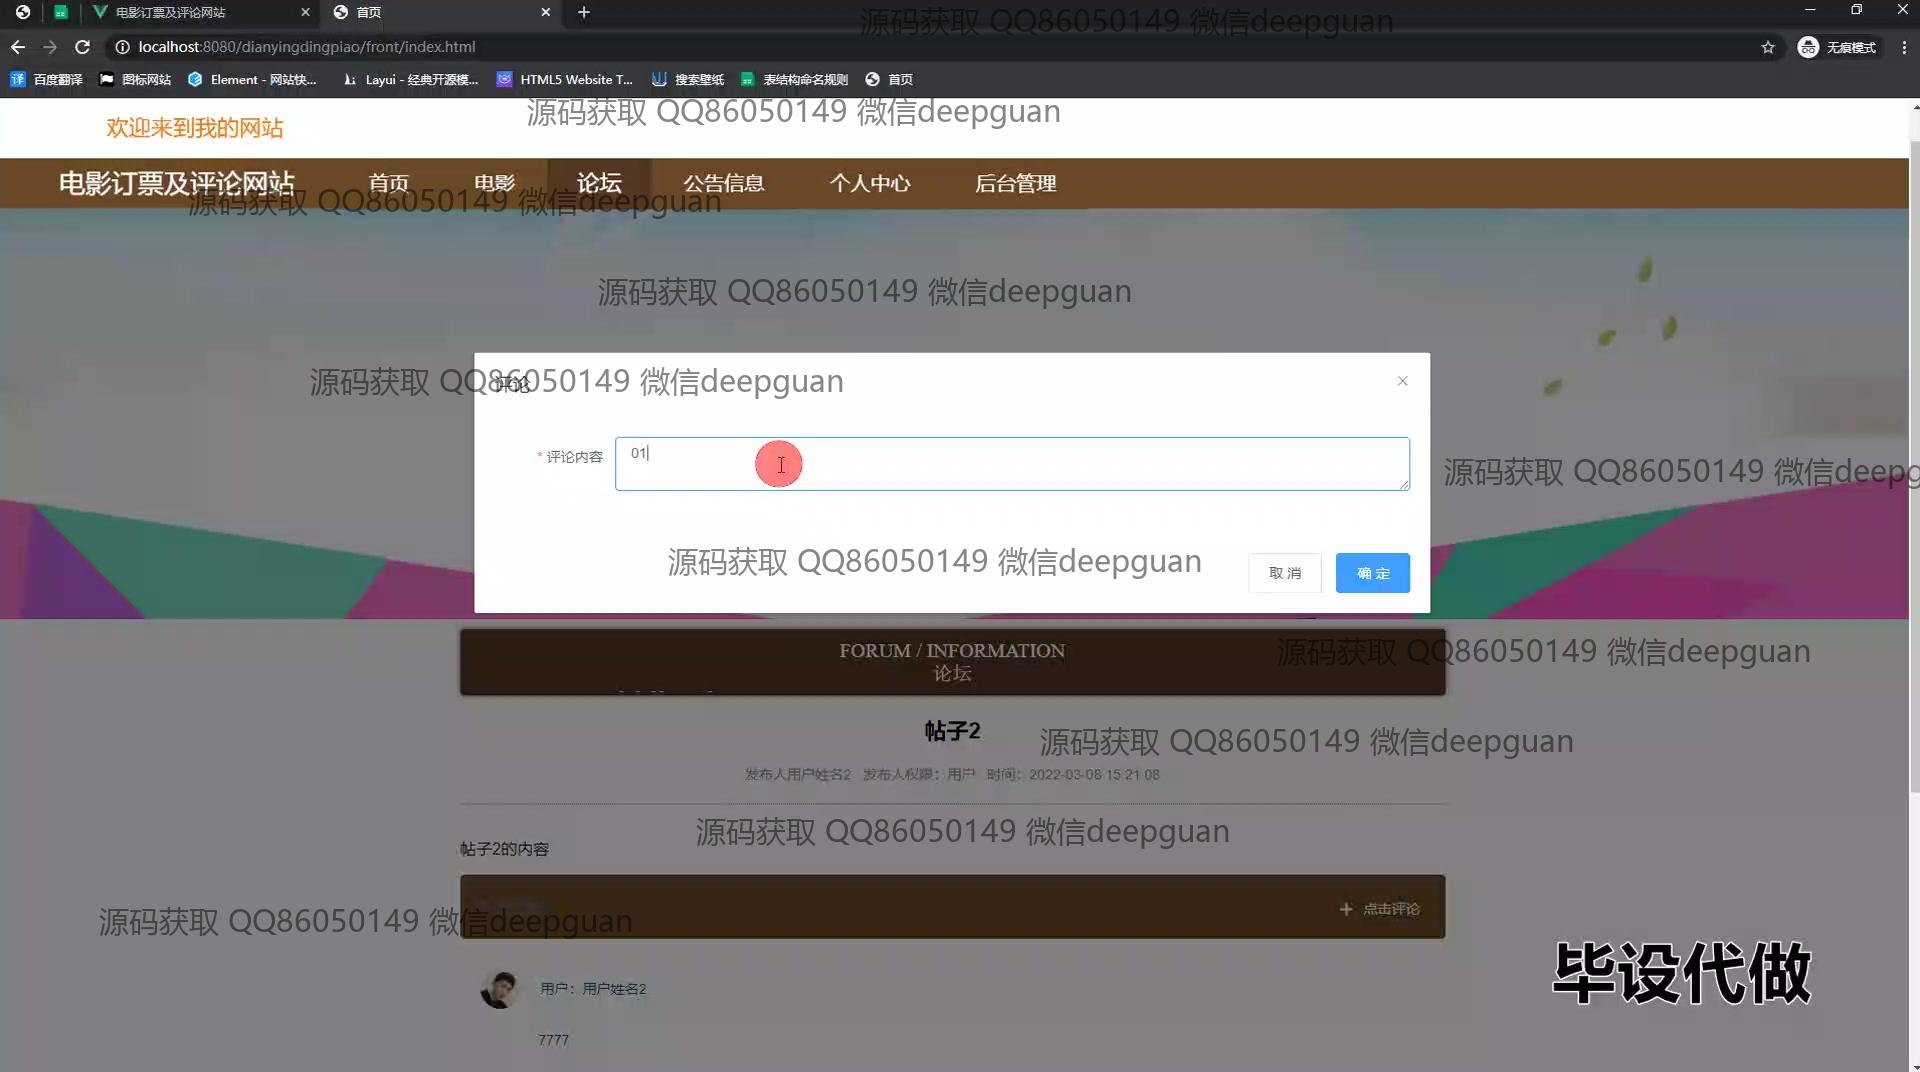 电影订票及评论网站
首页
localhost:8080/dianyingdingpiao/front/index.html
无痕模式
百度翻译
图标网站
Element - 网站快...
Layui - 经典开源模...
HTML5 Website T...
搜索壁纸
表结构命名规则
首页
源码获取 QQ86050149 微信deepguan
源码获取 QQ86050149 微信deepguan
欢迎来到我的网站
电影订票及评论网站
首页
电影
论坛
公告信息
个人中心
后台管理
源码获取 QQ86050149 微信deepguan
源码获取 QQ86050149 微信deepguan
源码获取 QQ86050149 微信deepguan
评论
* 评论内容
01
源码获取 QQ86050149 微信deepg
源码获取 QQ86050149 微信deepguan
取消
确定
FORUM / INFORMATION
论坛
源码获取 QQ86050149 微信deepguan
帖子2
源码获取 QQ86050149 微信deepguan
发布人用户姓名2 发布人权限：用户 时间：2022-03-08 15:21:08
源码获取 QQ86050149 微信deepguan
帖子2的内容
点击评论
源码获取 QQ86050149 微信deepguan
毕设代做
用户：用户姓名2
7777